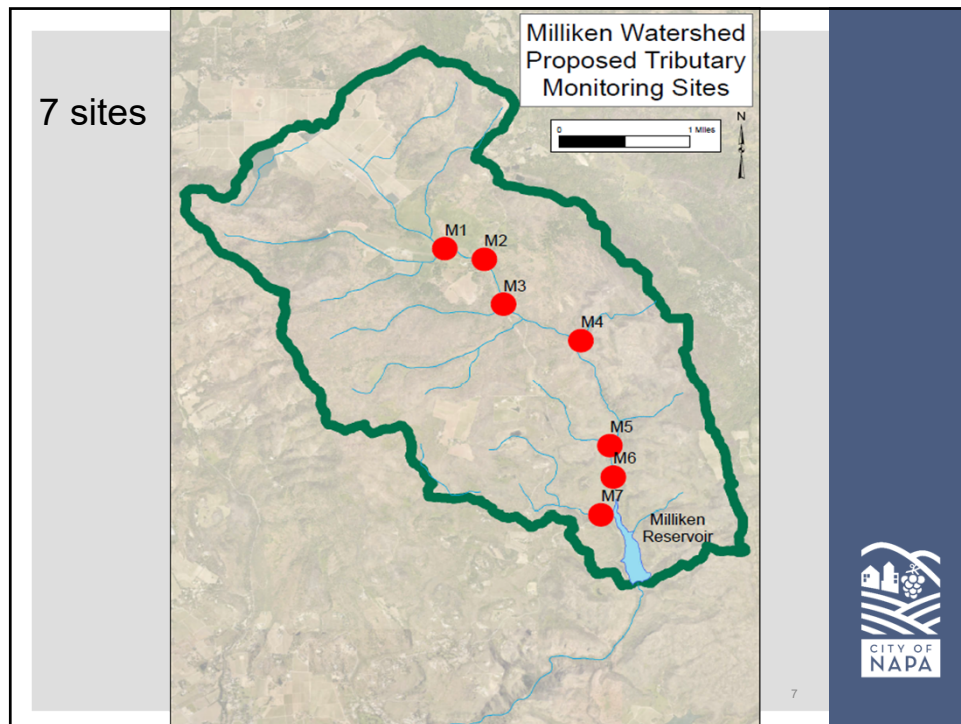 7 sites
Milliken Watershed
Proposed Tributary
Monitoring Sites
N
0
1 Miles
M1
M2
M3
M4
M5
M6
M7
Milliken
Reservoir
CITY OF
NAPA
7